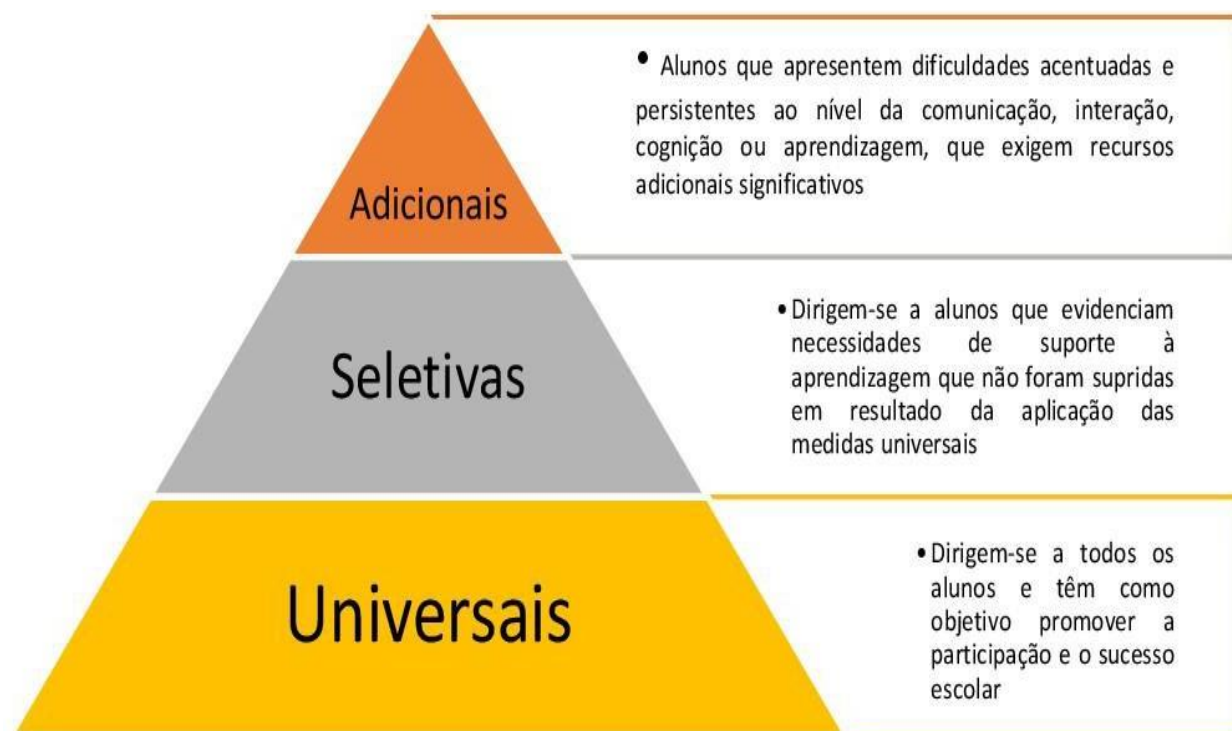 Adicionais
• Alunos que apresentem dificuldades acentuadas e
persistentes ao nível da comunicação, interação,
cognição ou aprendizagem, que exigem recursos
adicionais significativos
Seletivas
• Dirigem-se a alunos que evidenciam
necessidades de suporte à
aprendizagem que não foram supridas
em resultado da aplicação das
medidas universais
Universais
• Dirigem-se a todos os
alunos e têm como
objetivo promover a
participação e o sucesso
escolar